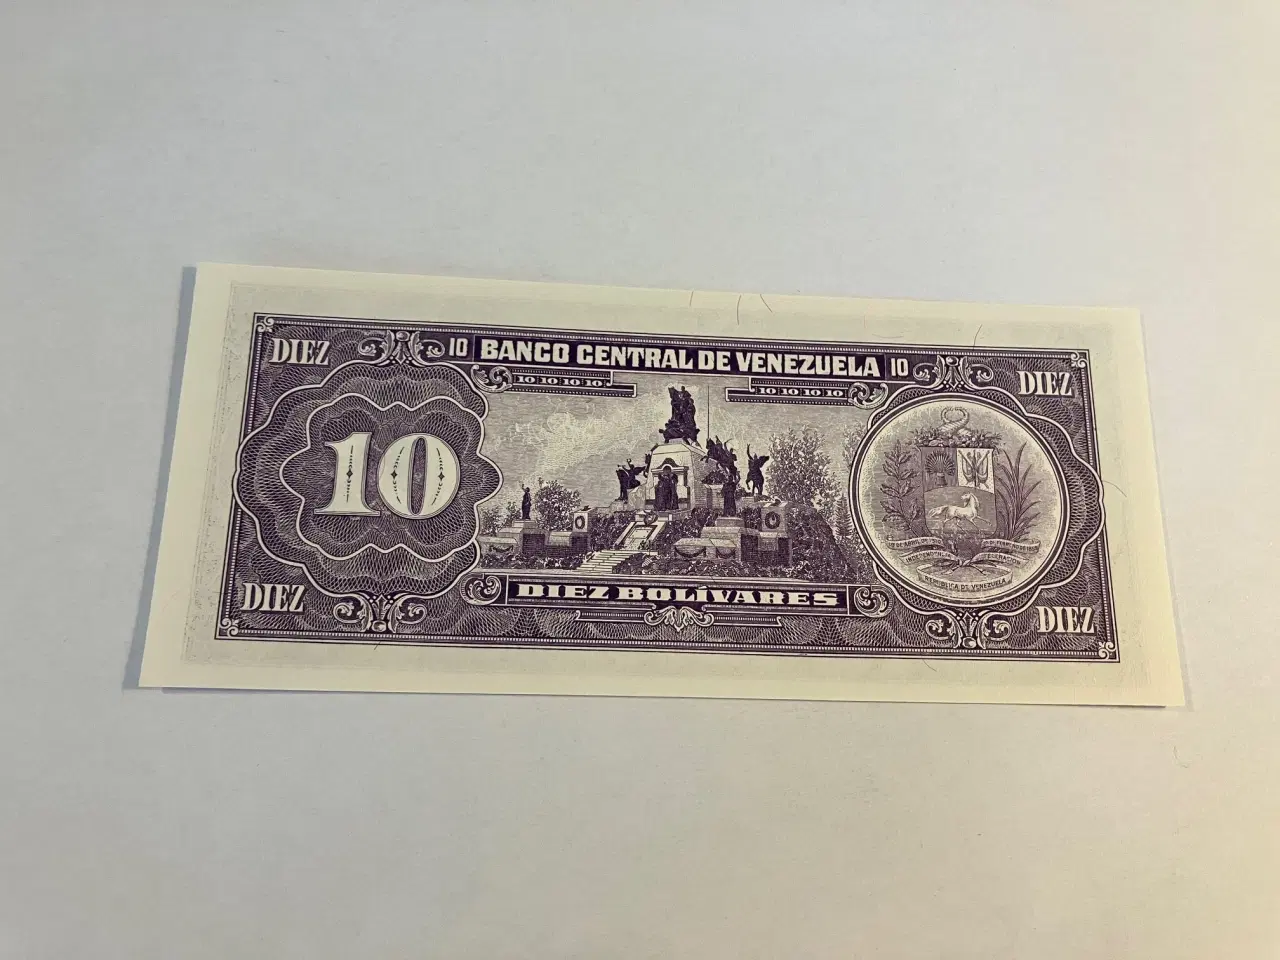 DIEZ
10 BANCO CENTRAL DE VENEZUELA 10
DIEZ
10 10 10 10
10 10 10 10
10
REPUBLICA DE VENEZUELA
DIEZ
DIEZ BOLÍVARES
DIEZ